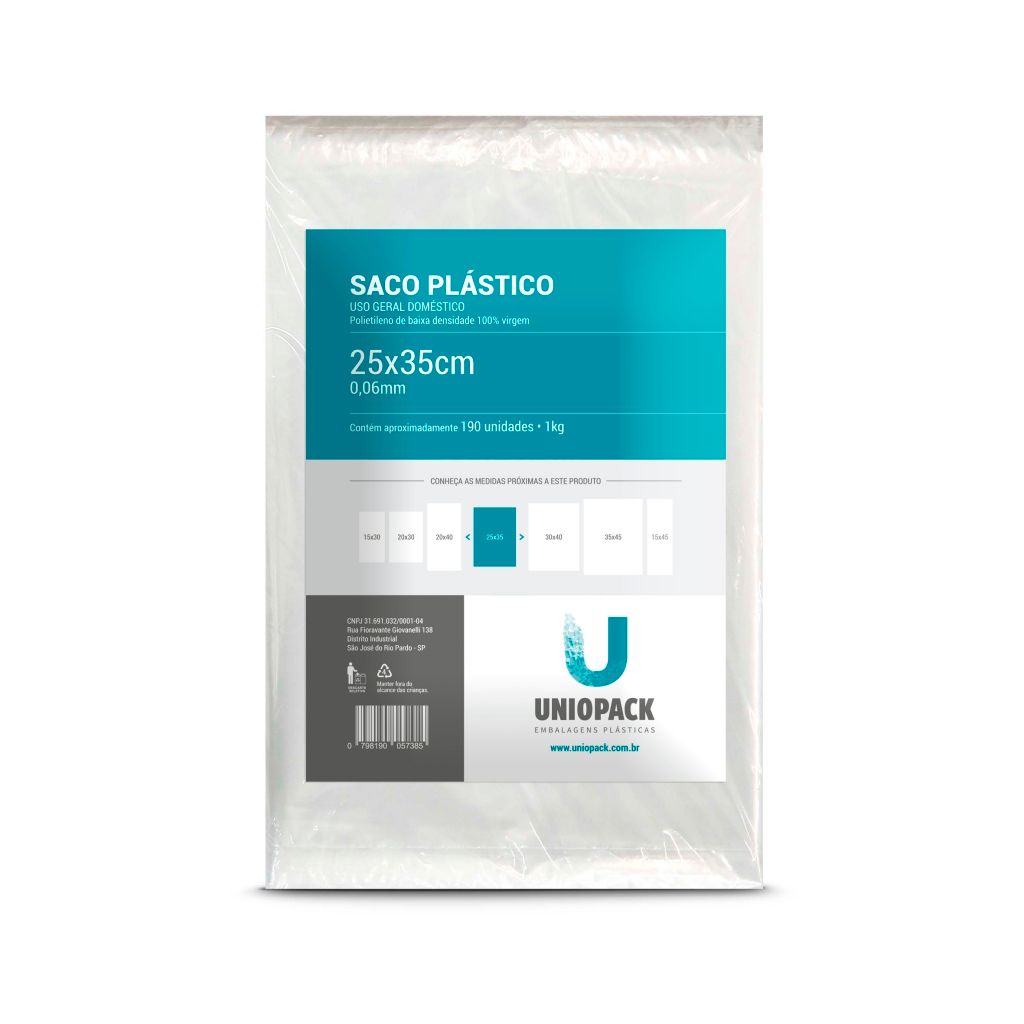 SACO PLÁSTICO
USO GERAL DOMÉSTICO
Polietileno de baixa densidade 100% virgem
25x35cm
0,06mm
Contém aproximadamente 190 unidades • 1kg
CONHEÇA AS MEDIDAS PRÓXIMAS A ESTE PRODUTO
15x30 20x30 20x40 < 25x35 > 30x40 35x45 15x45
CNPJ 31.691.032/0001-04
Rua Fioravante Giovanelli 138
Distrito Industrial
São José do Rio Pardo - SP
4
DESCARTE
SELETIVO
Manter fora do
alcance das crianças.
0 798190 057385
UNIOPACK
EMBALAGENS PLÁSTICAS
www.uniopack.com.br